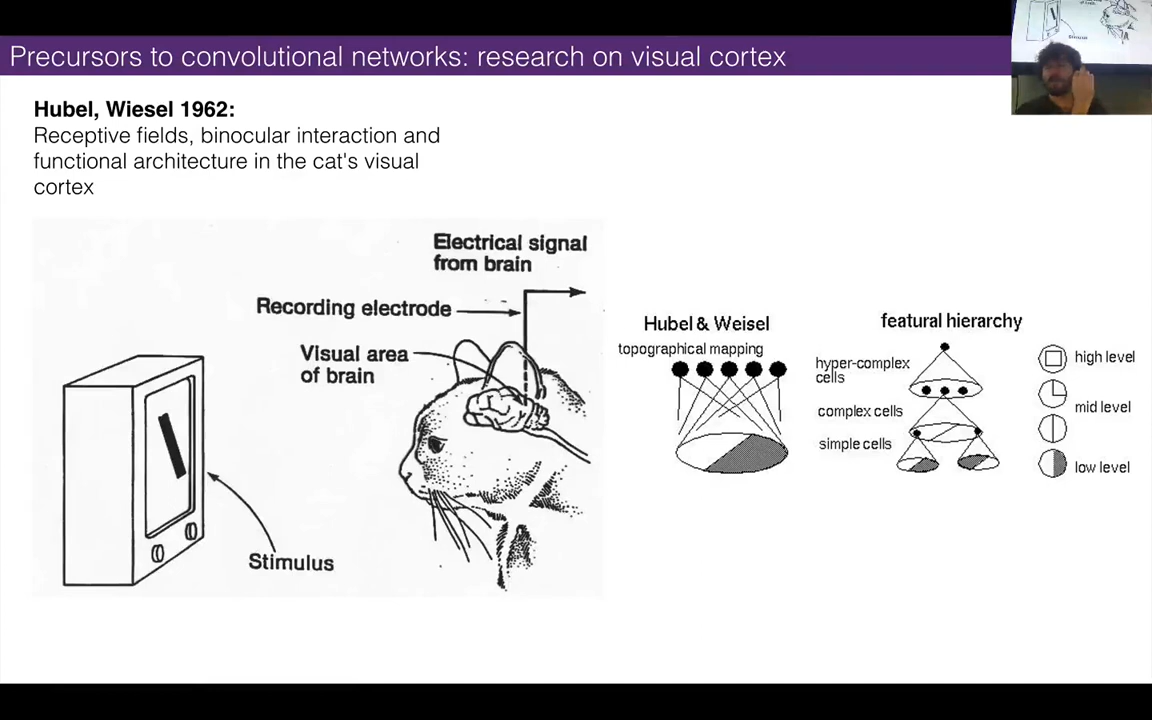 Precursors to convolutional networks: research on visual cortex
Hubel, Wiesel 1962:
Receptive fields, binocular interaction and
functional architecture in the cat's visual
cortex
Electrical signal
from brain
Recording electrode
Visual area
of brain
Stimulus
Hubel & Weisel
topographical mapping
featural hierarchy
hyper-complex
cells
complex cells
simple cells
high level
mid level
low level